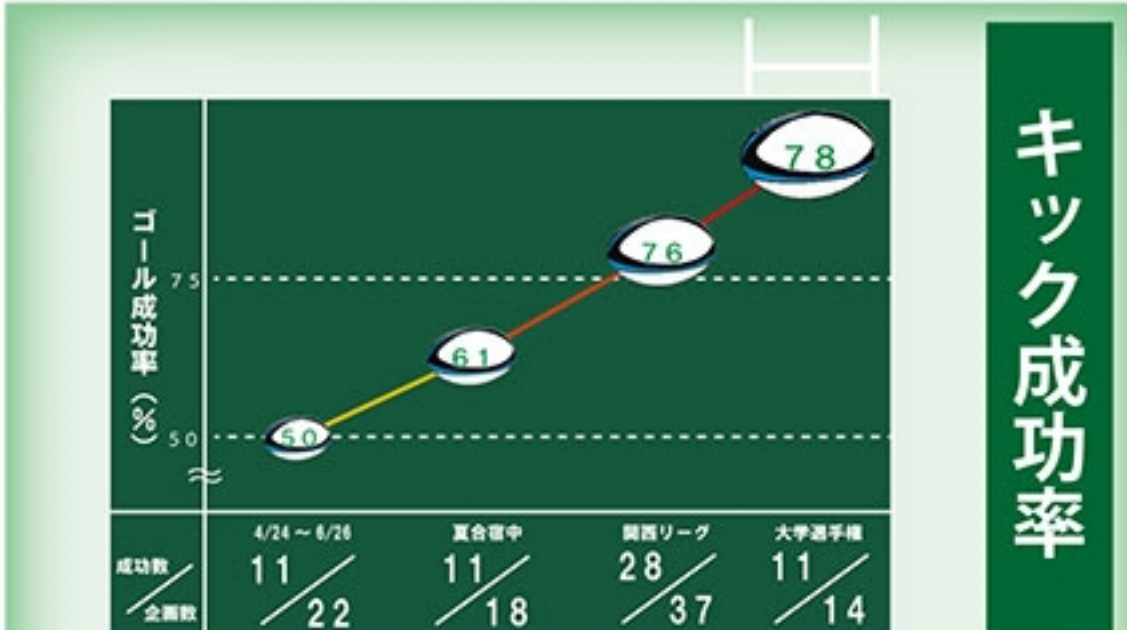 キック成功率
ゴール成功率(%)
78
76
75
61
50
50
4/24～6/26
夏合宿中
関西リーグ
大学選手権
成功数/企画数
11/22
11/18
28/37
11/14